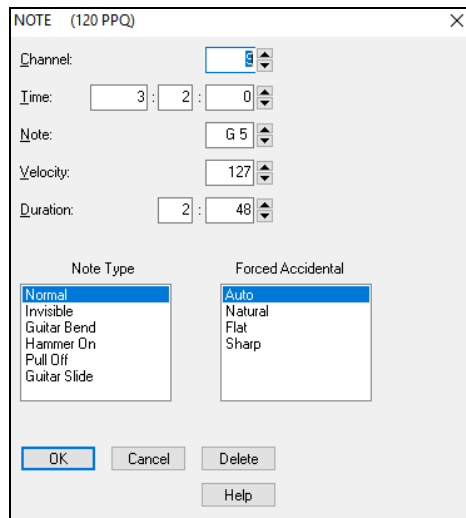 NOTE (120 PPQ)
Channel: 9
Time: 3 : 2 : 0
Note: G 5
Velocity: 127
Duration: 2 : 48
Note Type Forced Accidental
Normal Auto
Invisible Natural
Guitar Bend Flat
Hammer On Sharp
Pull Off
Guitar Slide
OK Cancel Delete
Help